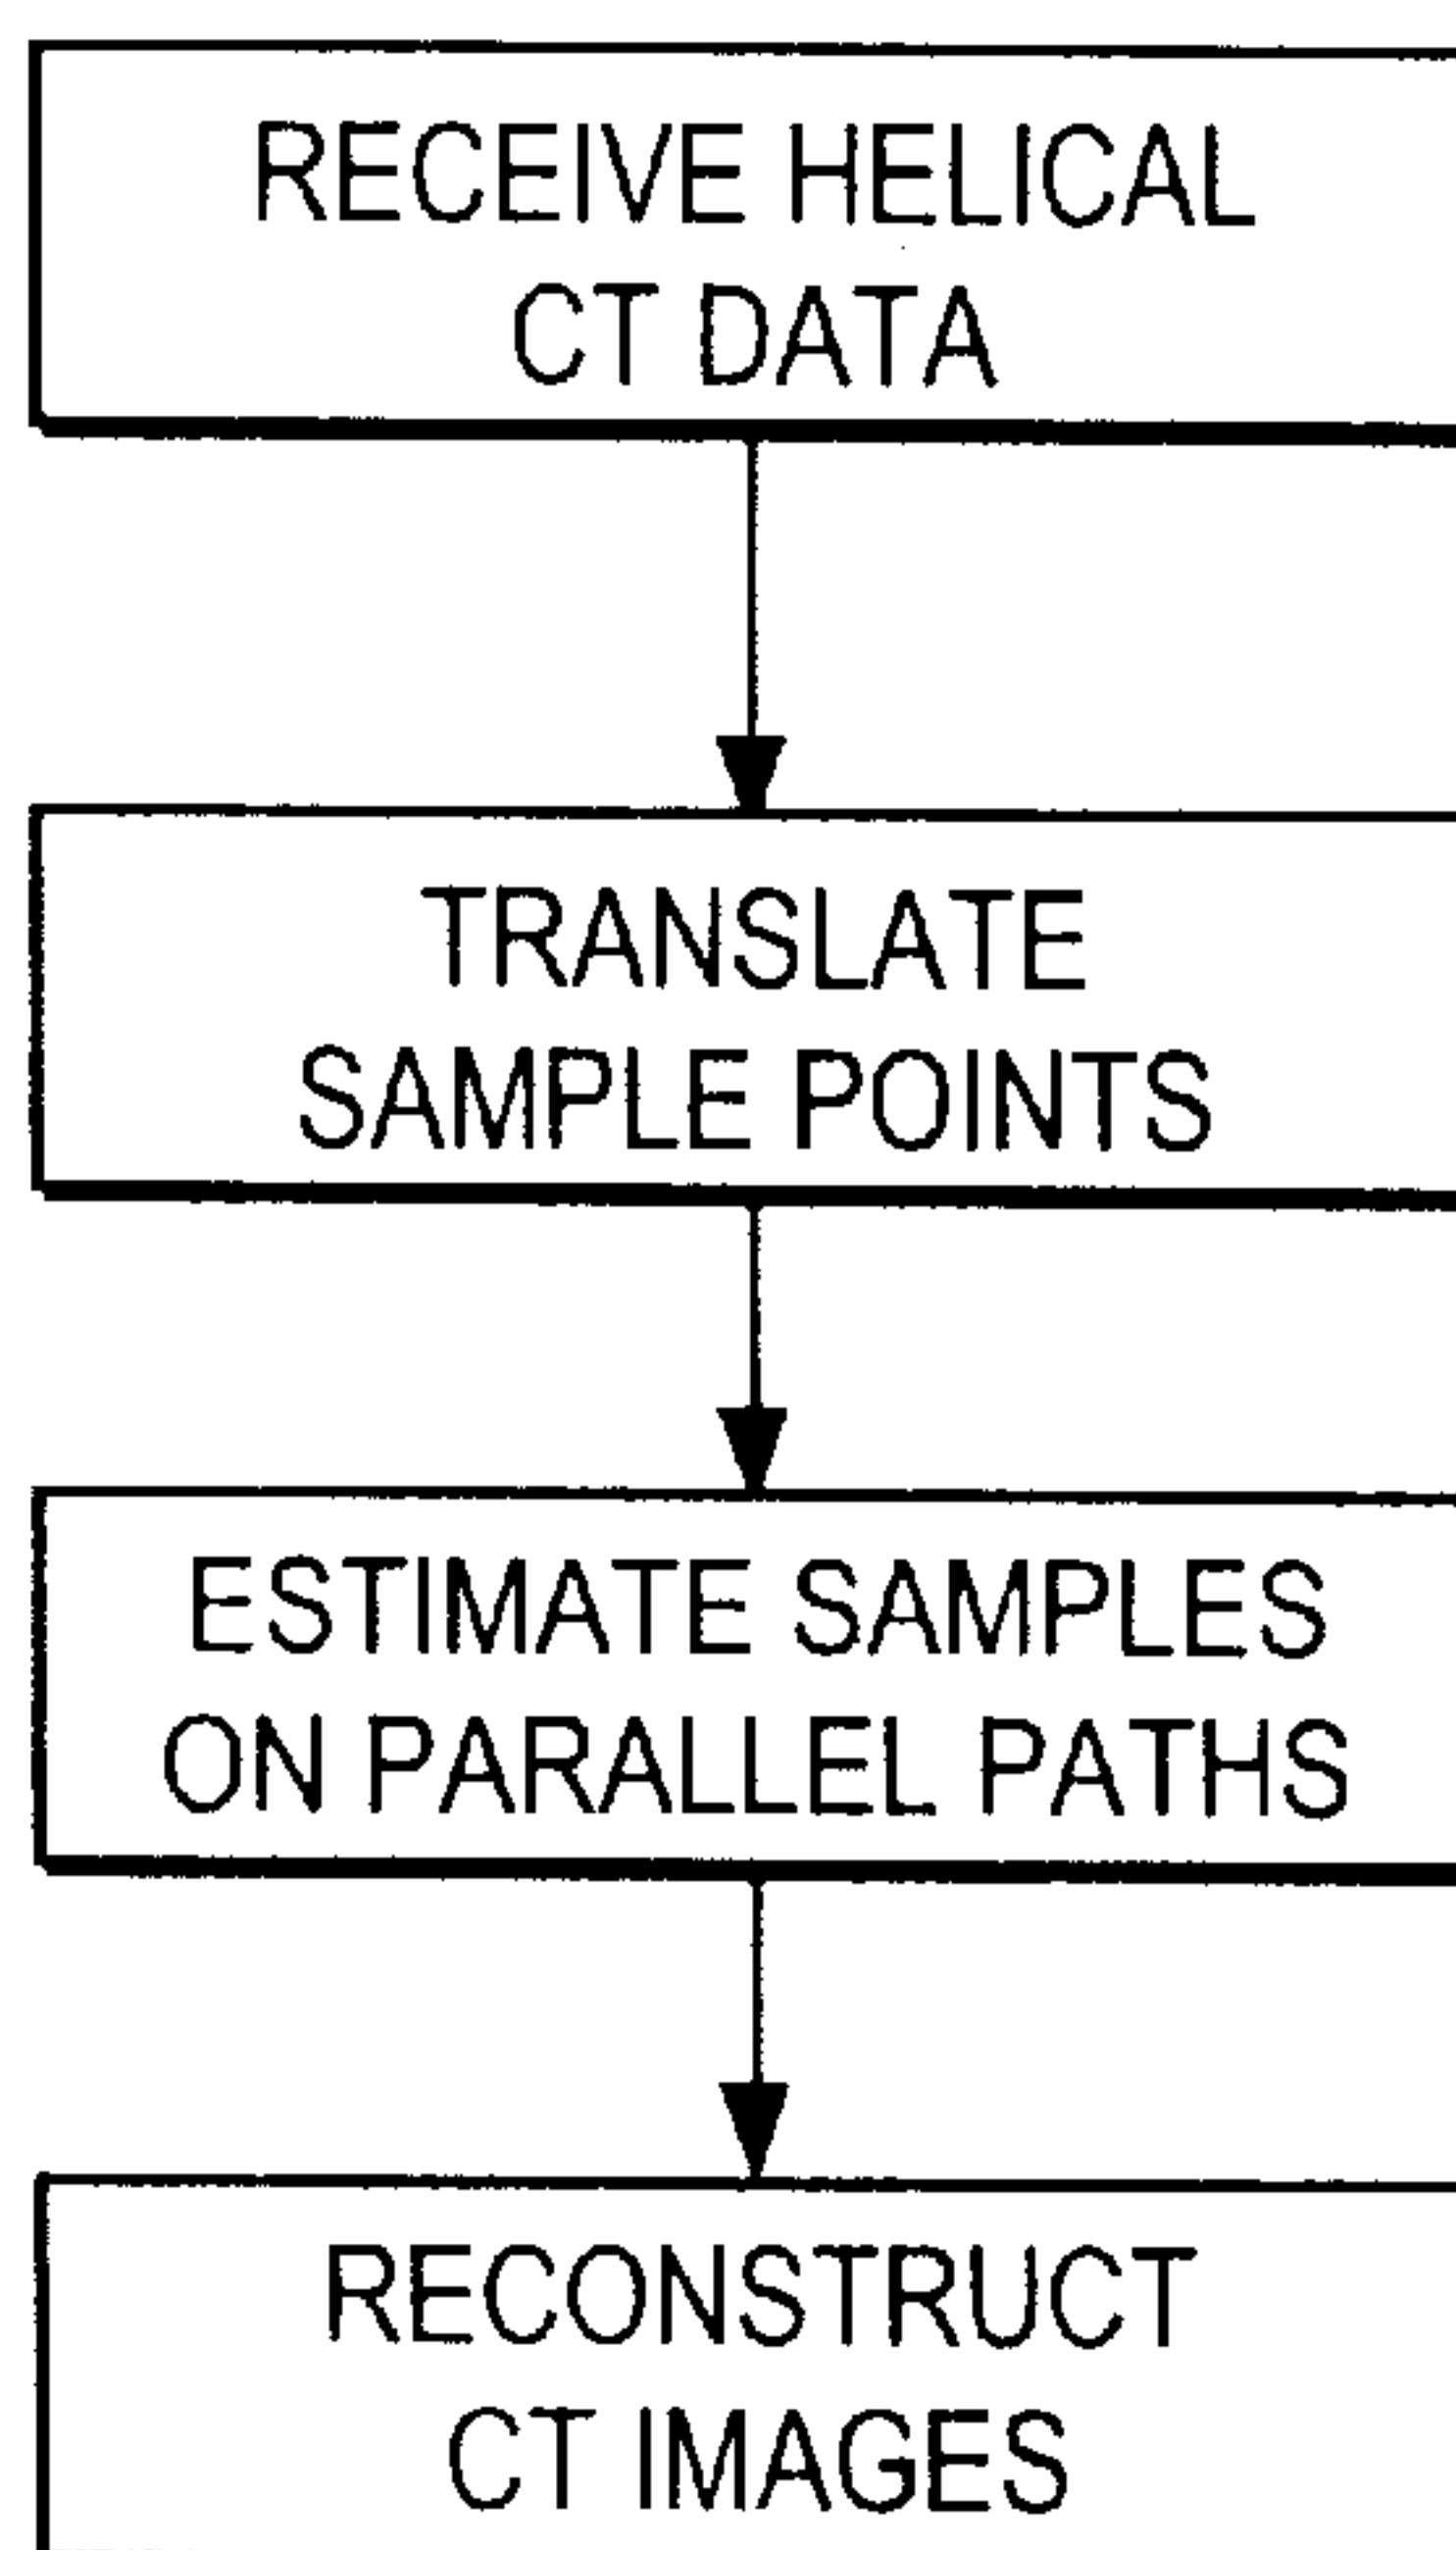 RECEIVE HELICAL
CT DATA
TRANSLATE
SAMPLE POINTS
ESTIMATE SAMPLES
ON PARALLEL PATHS
RECONSTRUCT
CT IMAGES